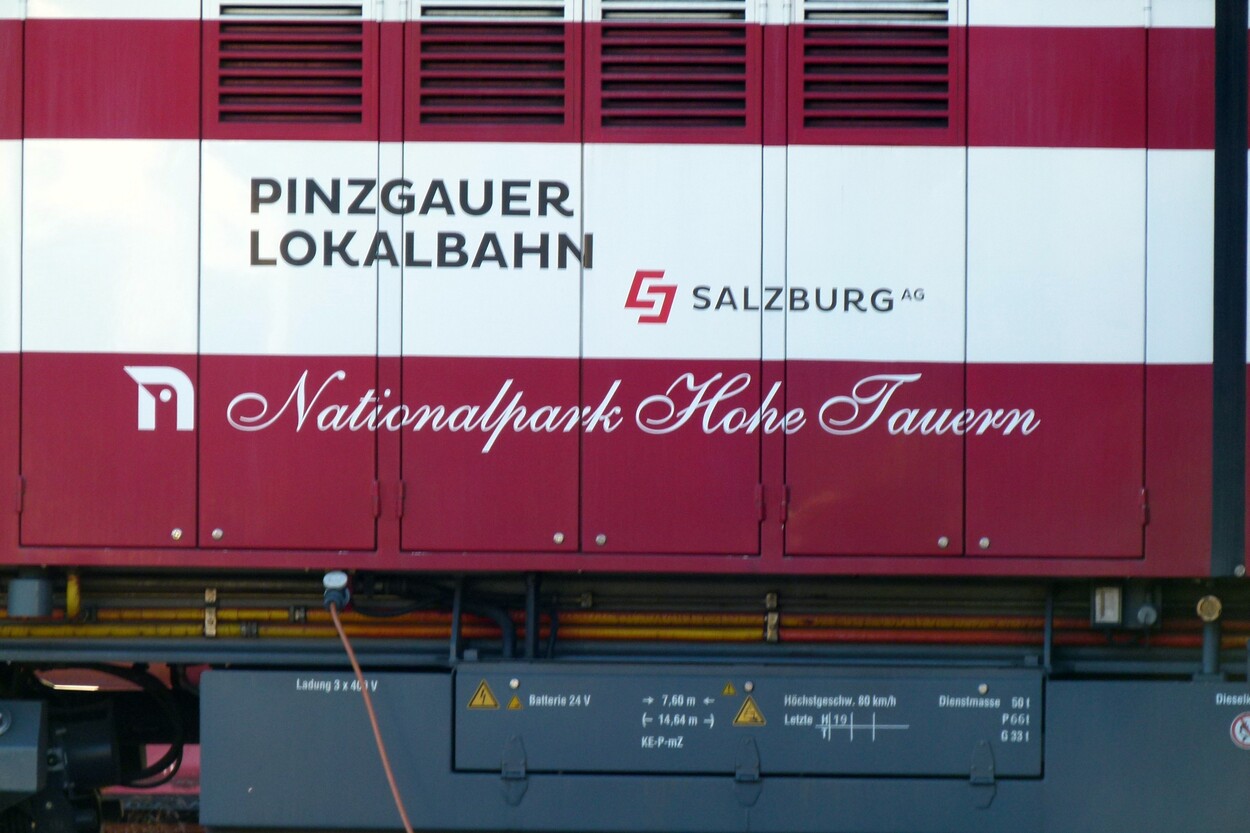 PINZGAUER
LOKALBAHN
SALZBURG AG
Nationalpark Hohe Tauern
Ladung 3 x 400 V
Batterie 24 V
7,60 m
14,64 m
KE-P-mZ
Höchstgeschw. 80 km/h
Letzte H 19
Dienstmasse 50 t
P 66 t
G 33 t